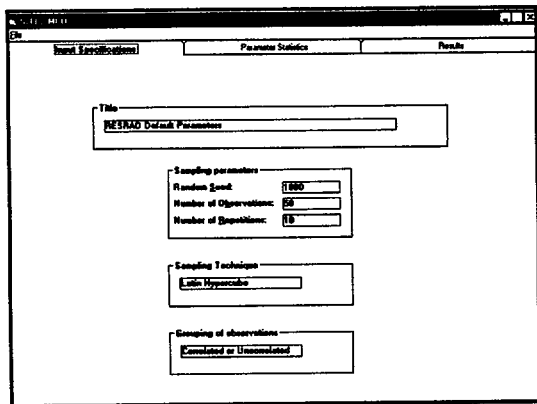 File
Input Specifications Parameter Statistics Results
Title
RESRAD Default Parameters
Sampling parameters
Random Seed: 1000
Number of Observations: 50
Number of Repetitions: 10
Sampling Technique
Latin Hypercube
Grouping of observations
Correlated or Uncorrelated